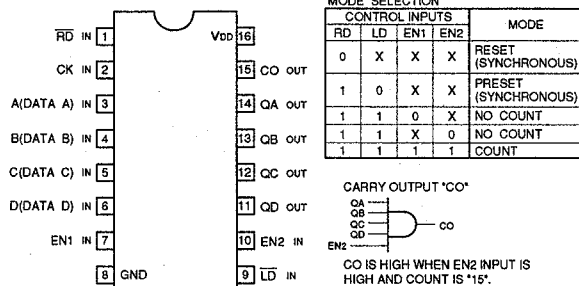 MODE SELECTION
CONTROL INPUTS MODE
RD LD EN1 EN2
0 X X X RESET (SYNCHRONOUS)
1 0 X X PRESET (SYNCHRONOUS)
1 1 0 X NO COUNT
1 1 X 0 NO COUNT
1 1 1 1 COUNT
RD IN 1 VDD 16
CK IN 2 15 CO OUT
A(DATA A) IN 3 14 QA OUT
B(DATA B) IN 4 13 QB OUT
C(DATA C) IN 5 12 QC OUT
D(DATA D) IN 6 11 QD OUT
EN1 IN 7 10 EN2 IN
8 GND 9 LD IN
CARRY OUTPUT "CO"
QA
QB
QC
QD
EN2
CO
CO IS HIGH WHEN EN2 INPUT IS
HIGH AND COUNT IS "15".